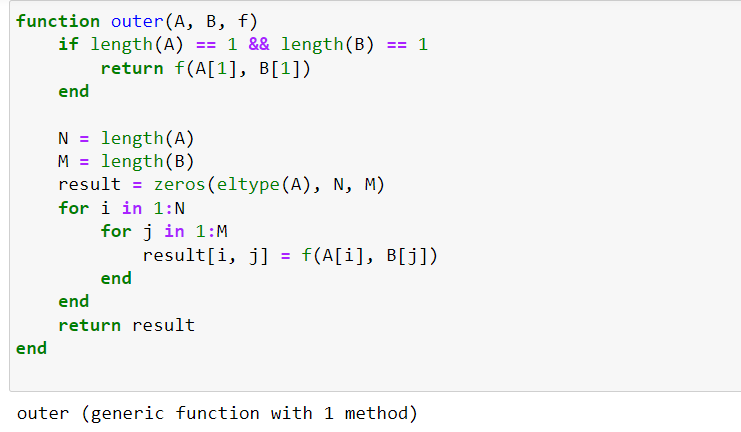 function outer(A, B, f)
    if length(A) == 1 && length(B) == 1
        return f(A[1], B[1])
    end

    N = length(A)
    M = length(B)
    result = zeros(eltype(A), N, M)
    for i in 1:N
        for j in 1:M
            result[i, j] = f(A[i], B[j])
        end
    end
    return result
end
outer (generic function with 1 method)